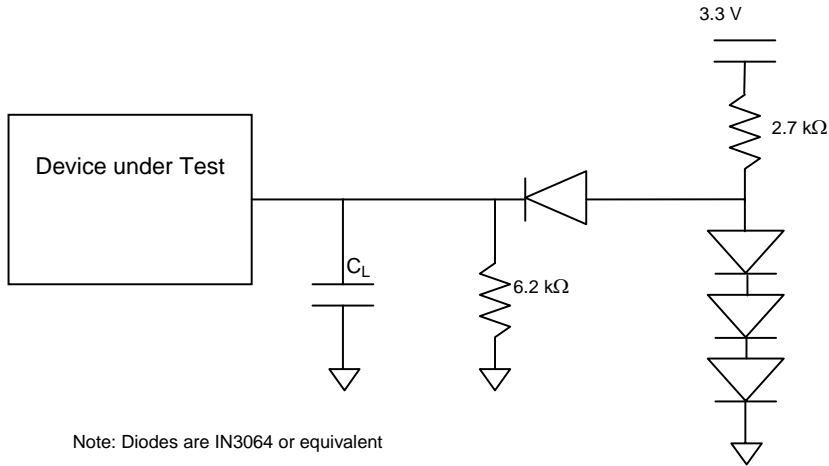 3.3 V
2.7 kΩ
Device under Test
C_L
6.2 kΩ
Note: Diodes are IN3064 or equivalent